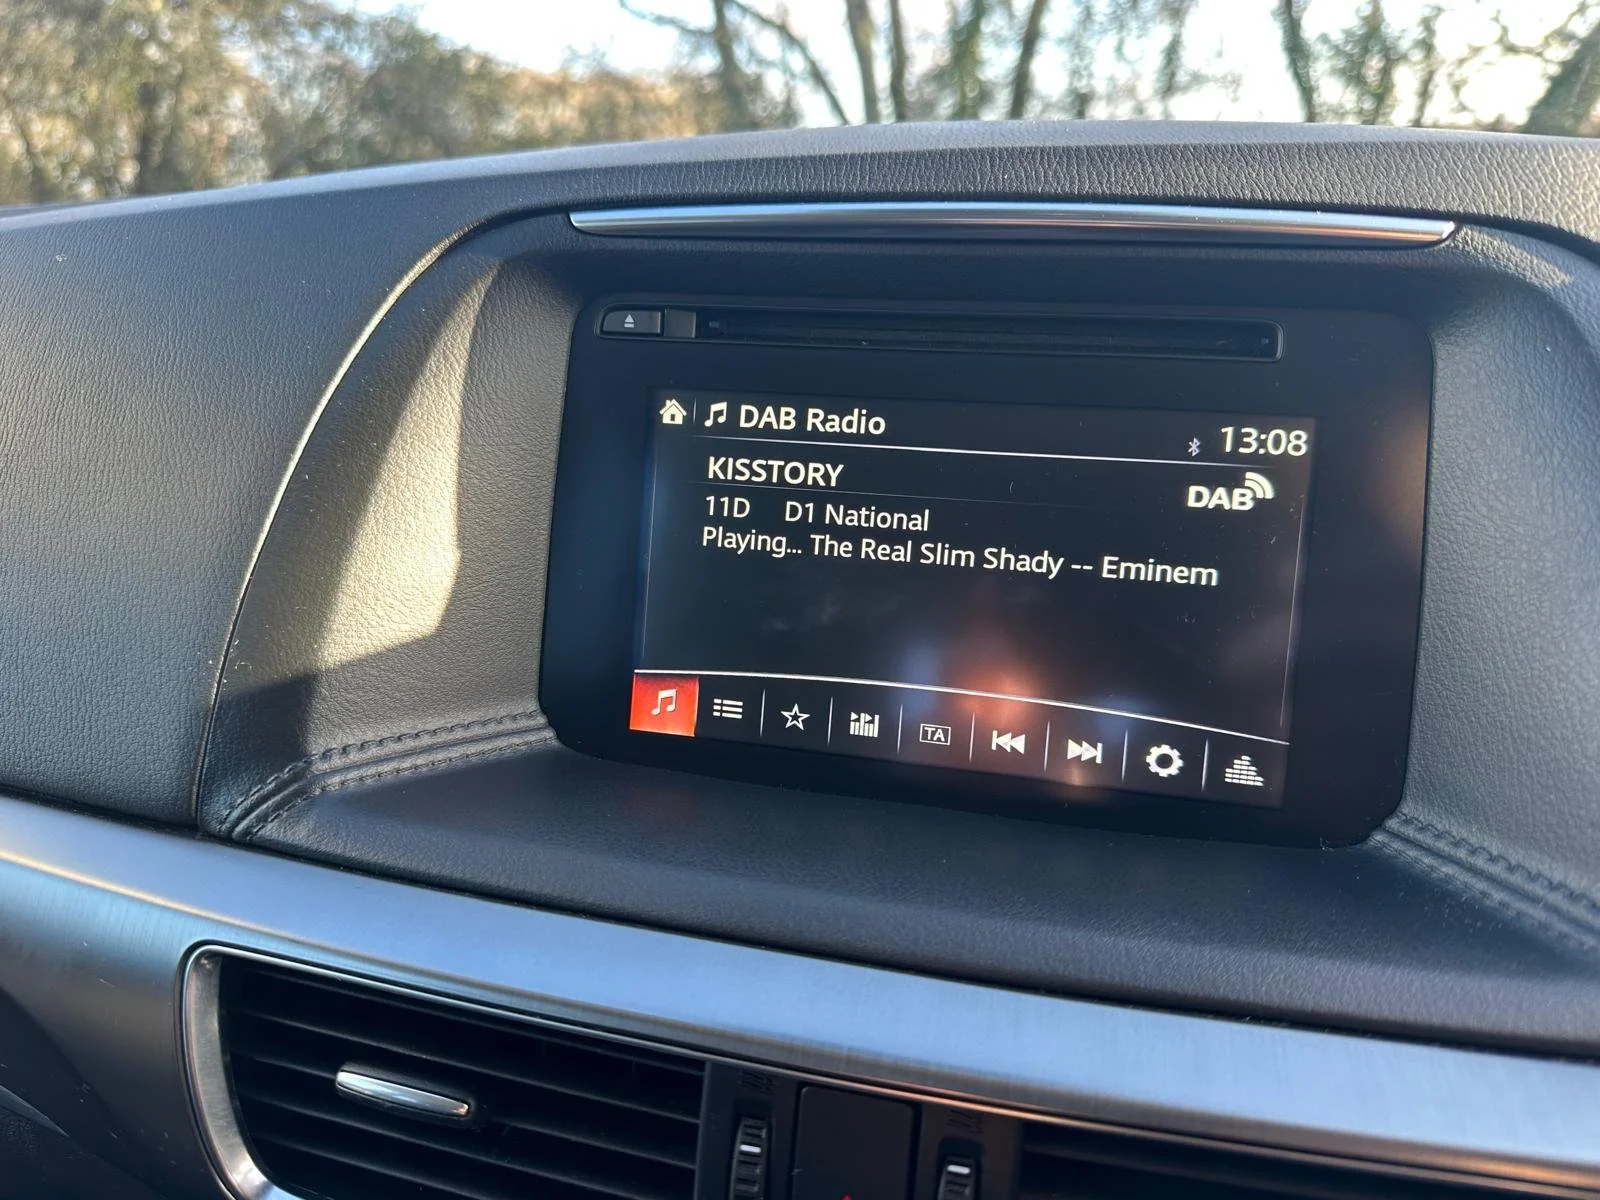 DAB Radio
13:08
KISSTORY
DAB
11D D1 National
Playing... The Real Slim Shady -- Eminem
TA